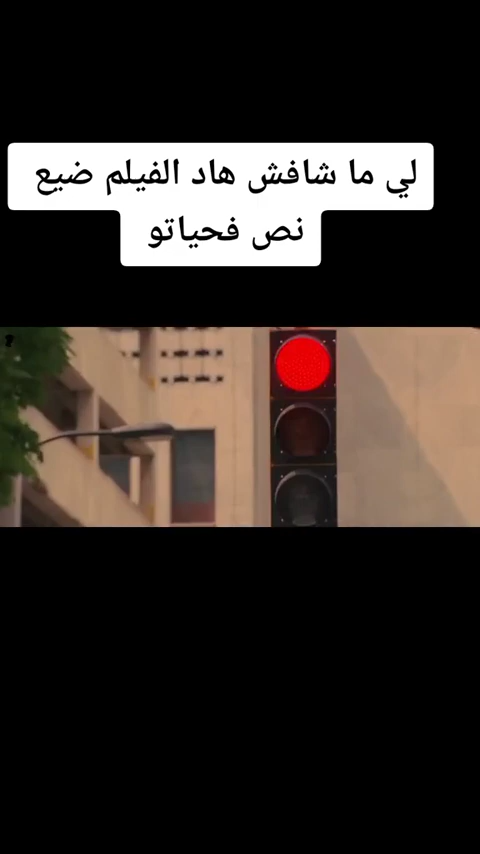 لي ما شافش هاد الفيلم ضيع
نص فحياتو